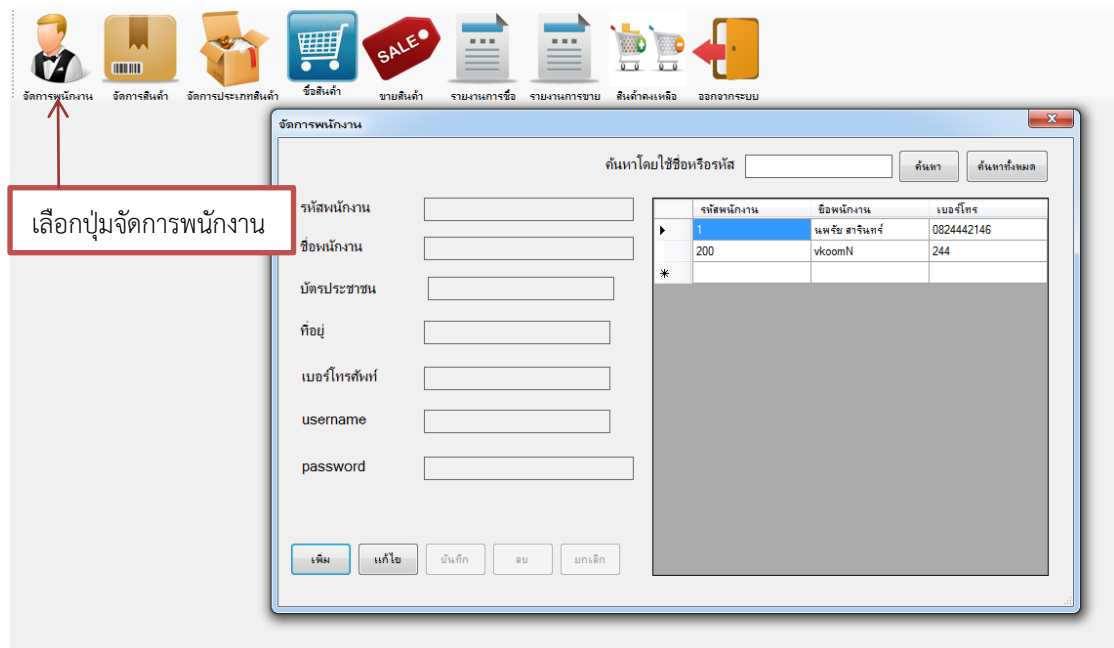 SALE
จัดการพนักงาน จัดการสินค้า จัดการประเภทสินค้า ซื้อสินค้า ขายสินค้า รายงานการซื้อ รายงานการขาย สินค้าคงเหลือ ออกจากระบบ
จัดการพนักงาน
เลือกปุ่มจัดการพนักงาน
ค้นหาโดยใช้ชื่อหรือรหัส ค้นหา ค้นหาทั้งหมด
รหัสพนักงาน
ชื่อพนักงาน
บัตรประชาชน
ที่อยู่
เบอร์โทรศัพท์
username
password
รหัสพนักงาน ชื่อพนักงาน เบอร์โทร
1 นพรัย สารินทร์ 0824442146
200 vkoomN 244
เพิ่ม แก้ไข บันทึก ลบ ยกเลิก